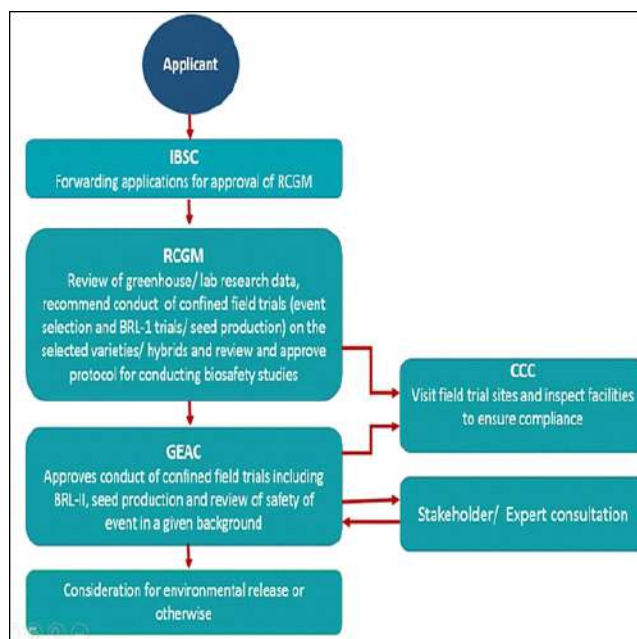 Applicant
IBSC
Forwarding applications for approval of RCGM
RCGM
Review of greenhouse/ lab research data,
recommend conduct of confined field trials (event
selection and BRL-1 trials/ seed production) on the
selected varieties/ hybrids and review and approve
protocol for conducting biosafety studies
CCC
Visit field trial sites and inspect facilities
to ensure compliance
GEAC
Approves conduct of confined field trials including
BRL-II, seed production and review of safety of
event in a given background
Stakeholder/ Expert consultation
Consideration for environmental release or
otherwise